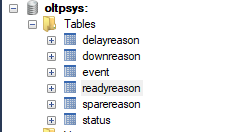 oltpsys:
Tables
delayreason
downreason
event
readyreason
sparereason
status